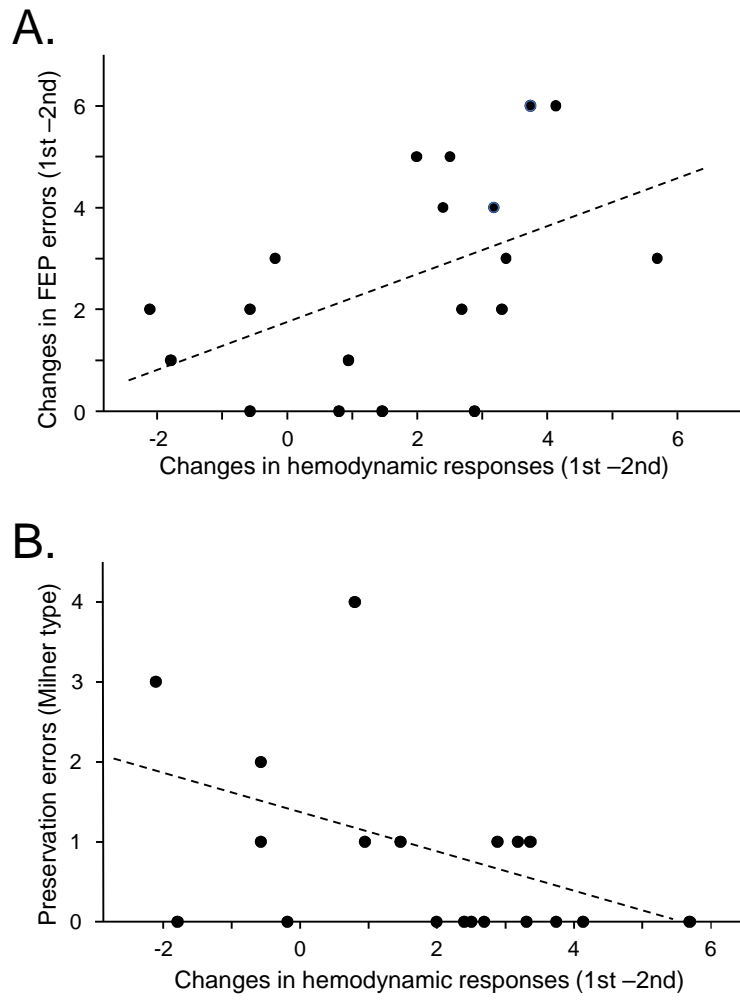 A.
Changes in FEP errors (1st –2nd)
6
4
2
0
-2 0 2 4 6
Changes in hemodynamic responses (1st –2nd)
B.
Preservation errors (Milner type)
4
3
2
1
0
-2 0 2 4 6
Changes in hemodynamic responses (1st –2nd)